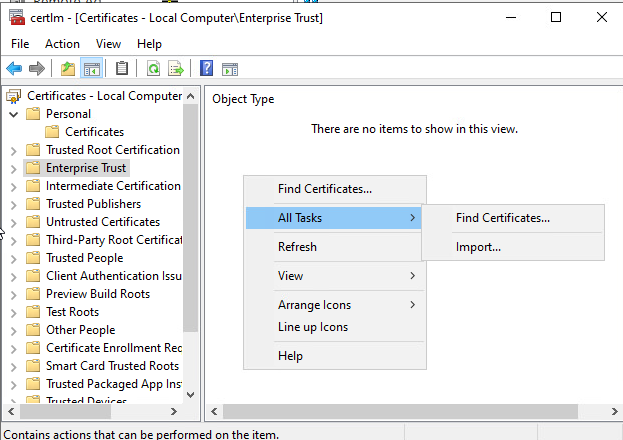 certlm - [Certificates - Local Computer\Enterprise Trust]
File Action View Help
Certificates - Local Computer
Personal
Certificates
Trusted Root Certification
Enterprise Trust
Intermediate Certification
Trusted Publishers
Untrusted Certificates
Third-Party Root Certificat
Trusted People
Client Authentication Issu
Preview Build Roots
Test Roots
Other People
Certificate Enrollment Req
Smart Card Trusted Roots
Trusted Packaged App Inst
Trusted Devices
Object Type
There are no items to show in this view.
Find Certificates...
All Tasks
Refresh
View
Arrange Icons
Line up Icons
Help
Find Certificates...
Import...
Contains actions that can be performed on the item.